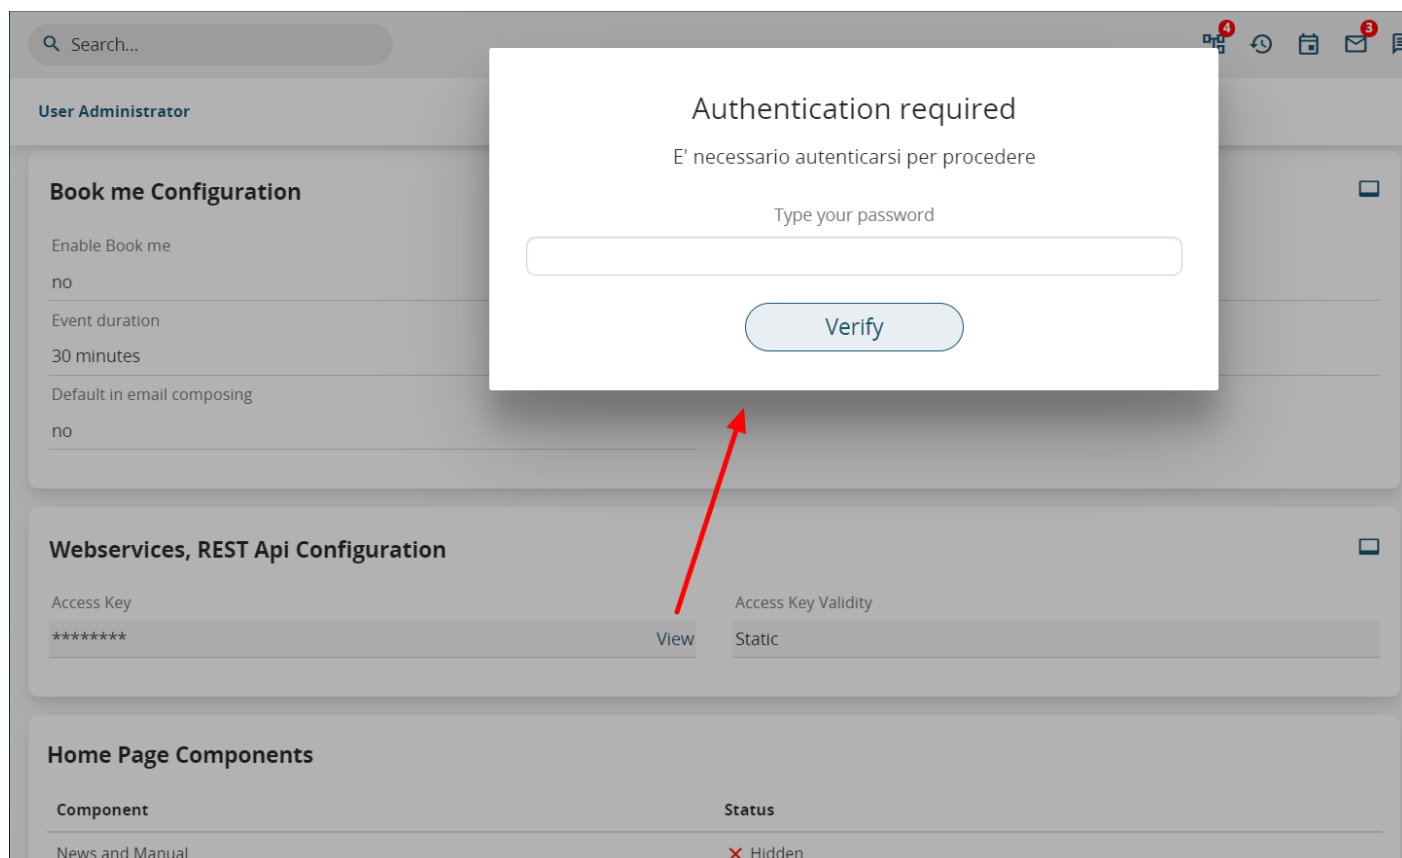 Search...
4
3
User Administrator
Authentication required
E' necessario autenticarsi per procedere
Type your password
Verify
Book me Configuration
Enable Book me
no
Event duration
30 minutes
Default in email composing
no
Webservices, REST Api Configuration
Access Key
Access Key Validity
******** View
Static
Home Page Components
Component
Status
News and Manual
Hidden